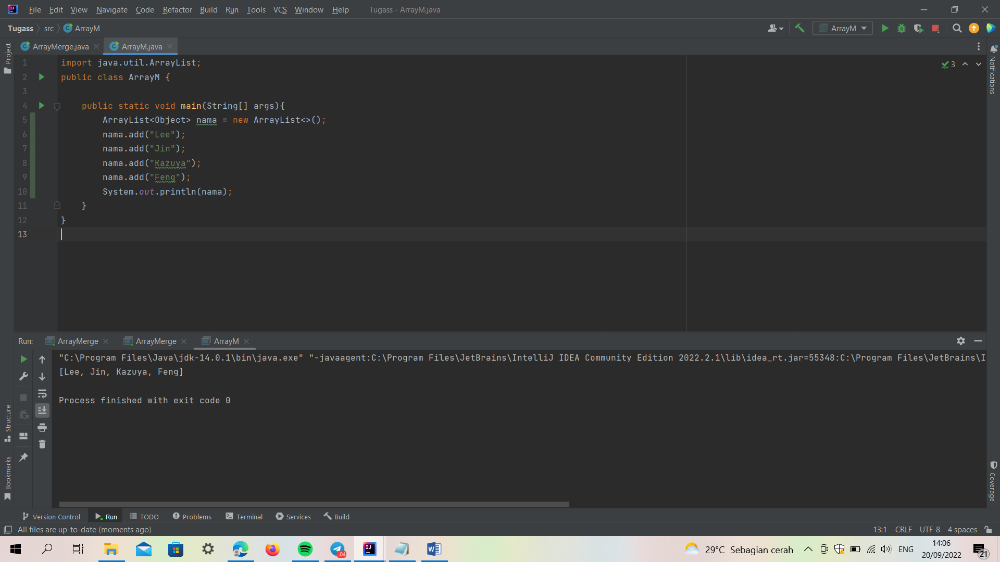 File Edit View Navigate Code Refactor Build Run Tools VCS Window Help Tugass - ArrayM.java
Tugass src ArrayM ArrayM
Project
ArrayMerge.java ArrayM.java
Notifications
3
1 import java.util.ArrayList;
2 public class ArrayM {
3
4 public static void main(String[] args){
5 ArrayList<Object> nama = new ArrayList<>();
6 nama.add("Lee");
7 nama.add("Jin");
8 nama.add("Kazuya");
9 nama.add("Feng");
10 System.out.println(nama);
11 }
12 }
13
Run: ArrayMerge ArrayMerge ArrayM
"C:\Program Files\Java\jdk-14.0.1\bin\java.exe" "-javaagent:C:\Program Files\JetBrains\IntelliJ IDEA Community Edition 2022.2.1\lib\idea_rt.jar=55348:C:\Program Files\JetBrains\I
[Lee, Jin, Kazuya, Feng]
Process finished with exit code 0
Structure
Bookmarks
Coverage
Version Control Run TODO Problems Terminal Services Build
All files are up-to-date (moments ago) 13:1 CRLF UTF-8 4 spaces
29°C Sebagian cerah ENG 14:06
20/09/2022
21
..04